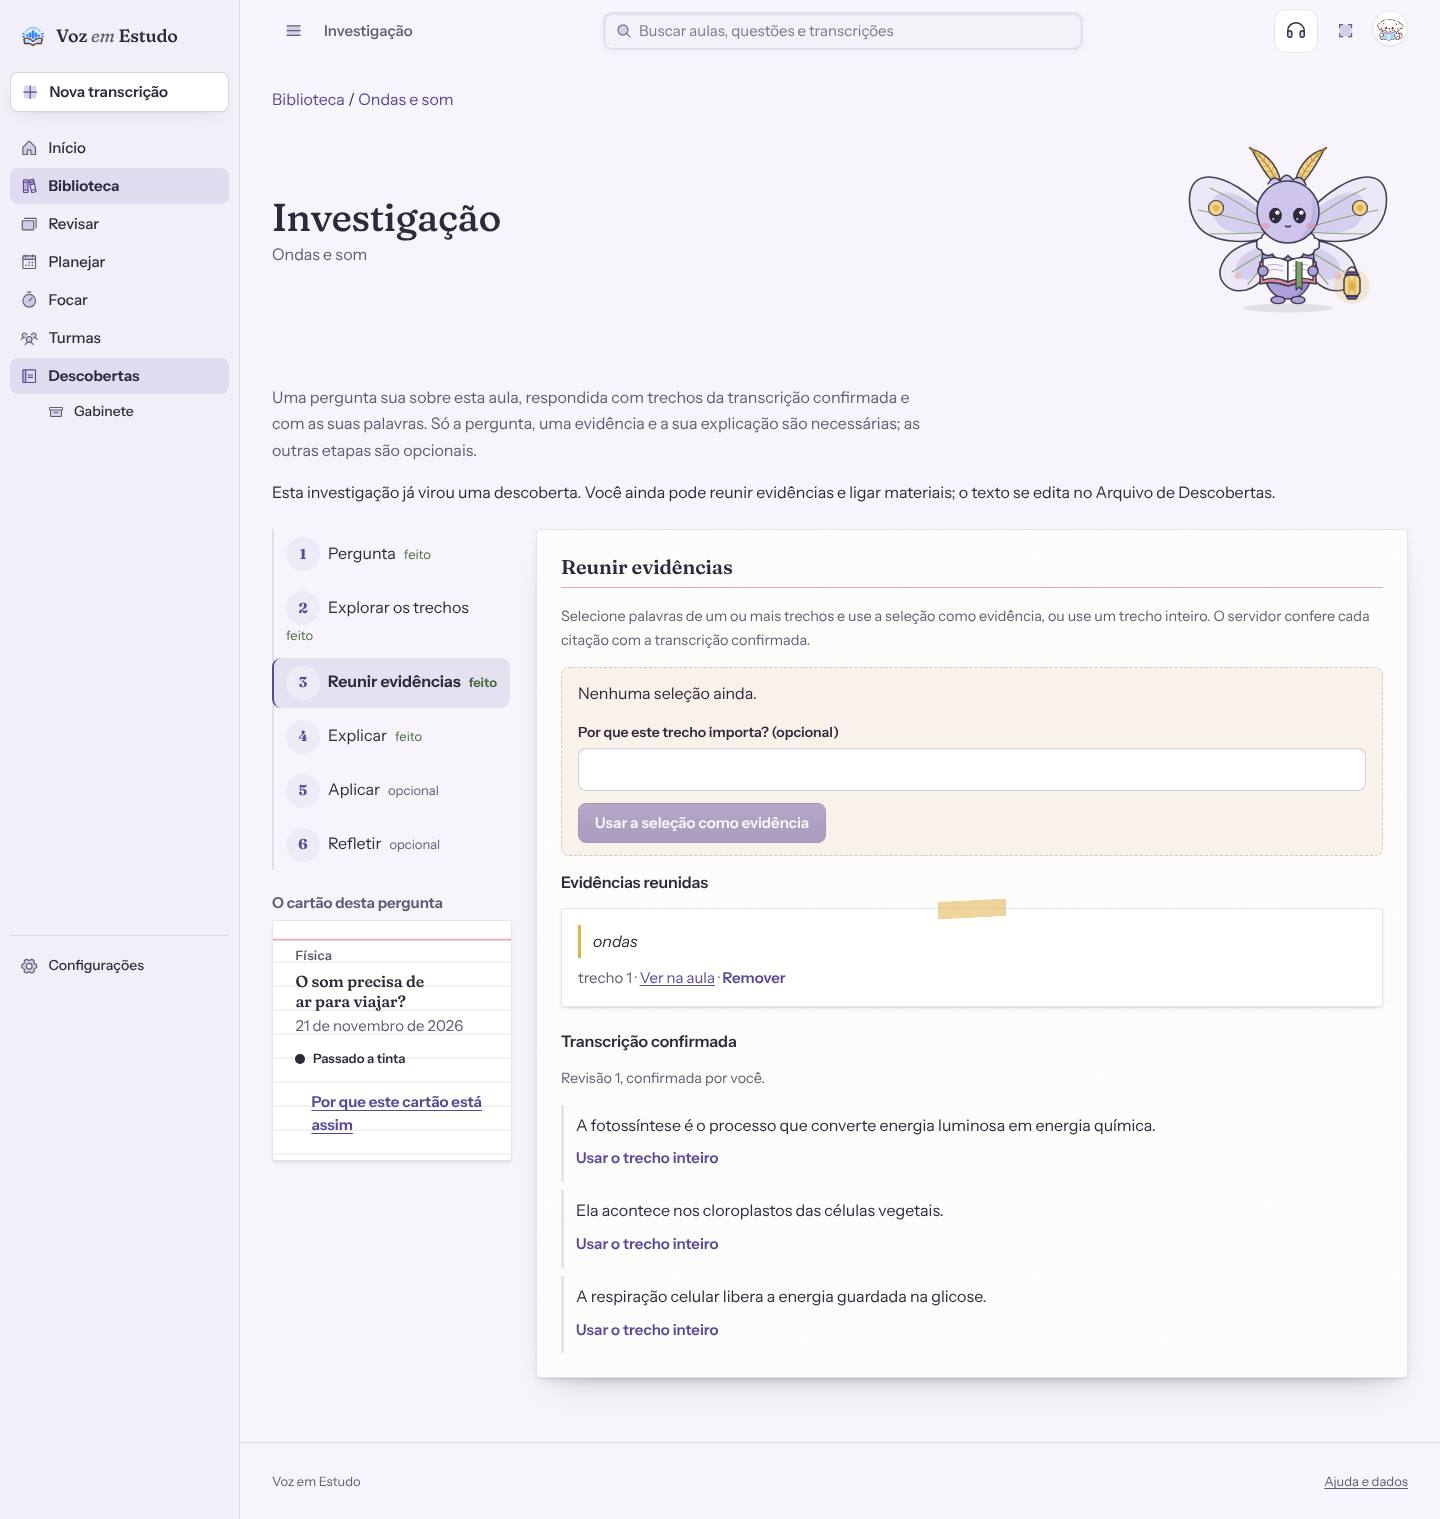 Voz em Estudo
Nova transcrição
Início
Biblioteca
Revisar
Planejar
Focar
Turmas
Descobertas
Gabinete
Configurações
Investigação
Buscar aulas, questões e transcrições
Biblioteca / Ondas e som
Investigação
Ondas e som
Uma pergunta sua sobre esta aula, respondida com trechos da transcrição confirmada e
com as suas palavras. Só a pergunta, uma evidência e a sua explicação são necessárias; as
outras etapas são opcionais.
Esta investigação já virou uma descoberta. Você ainda pode reunir evidências e ligar materiais; o texto se edita no Arquivo de Descobertas.
1 Pergunta feito
2 Explorar os trechos
feito
3 Reunir evidências feito
4 Explicar feito
5 Aplicar opcional
6 Refletir opcional
O cartão desta pergunta
Física
O som precisa de
ar para viajar?
21 de novembro de 2026
Passado a tinta
Por que este cartão está
assim
Reunir evidências
Selecione palavras de um ou mais trechos e use a seleção como evidência, ou use um trecho inteiro. O servidor confere cada
citação com a transcrição confirmada.
Nenhuma seleção ainda.
Por que este trecho importa? (opcional)
Usar a seleção como evidência
Evidências reunidas
ondas
trecho 1 · Ver na aula · Remover
Transcrição confirmada
Revisão 1, confirmada por você.
A fotossíntese é o processo que converte energia luminosa em energia química.
Usar o trecho inteiro
Ela acontece nos cloroplastos das células vegetais.
Usar o trecho inteiro
A respiração celular libera a energia guardada na glicose.
Usar o trecho inteiro
Voz em Estudo
Ajuda e dados